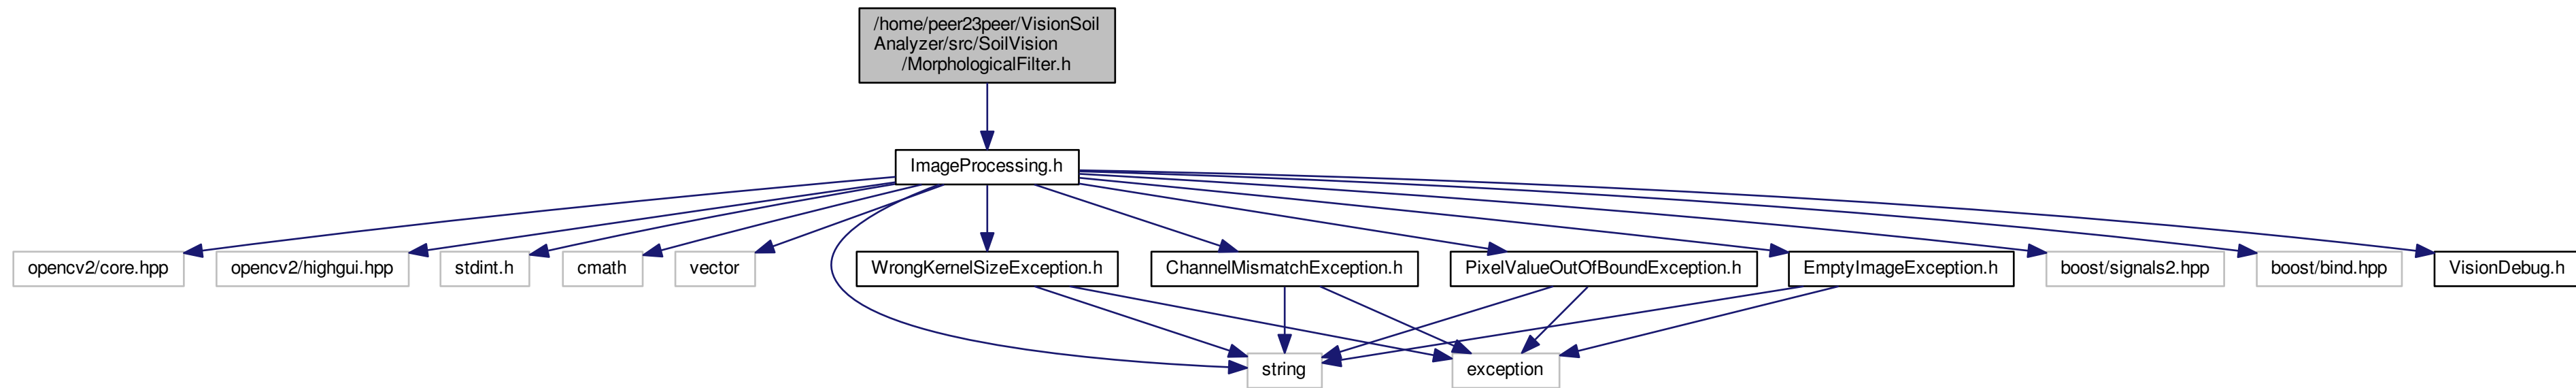 /home/peer23peer/VisionSoil
Analyzer/src/SoilVision
/MorphologicalFilter.h
ImageProcessing.h
opencv2/core.hpp
opencv2/highgui.hpp
stdint.h
cmath
vector
WrongKernelSizeException.h
ChannelMismatchException.h
PixelValueOutOfBoundException.h
EmptyImageException.h
boost/signals2.hpp
boost/bind.hpp
VisionDebug.h
string
exception